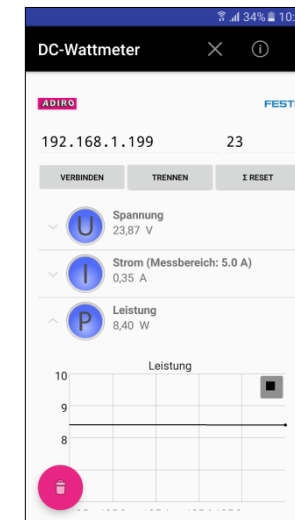 34% 10:
DC-Wattmeter
ADIRO FEST
192.168.1.199 23
VERBINDEN TRENNEN Σ RESET
U Spannung
23,87 V
I Strom (Messbereich: 5.0 A)
0,35 A
P Leistung
8,40 W
Leistung
10
9
8